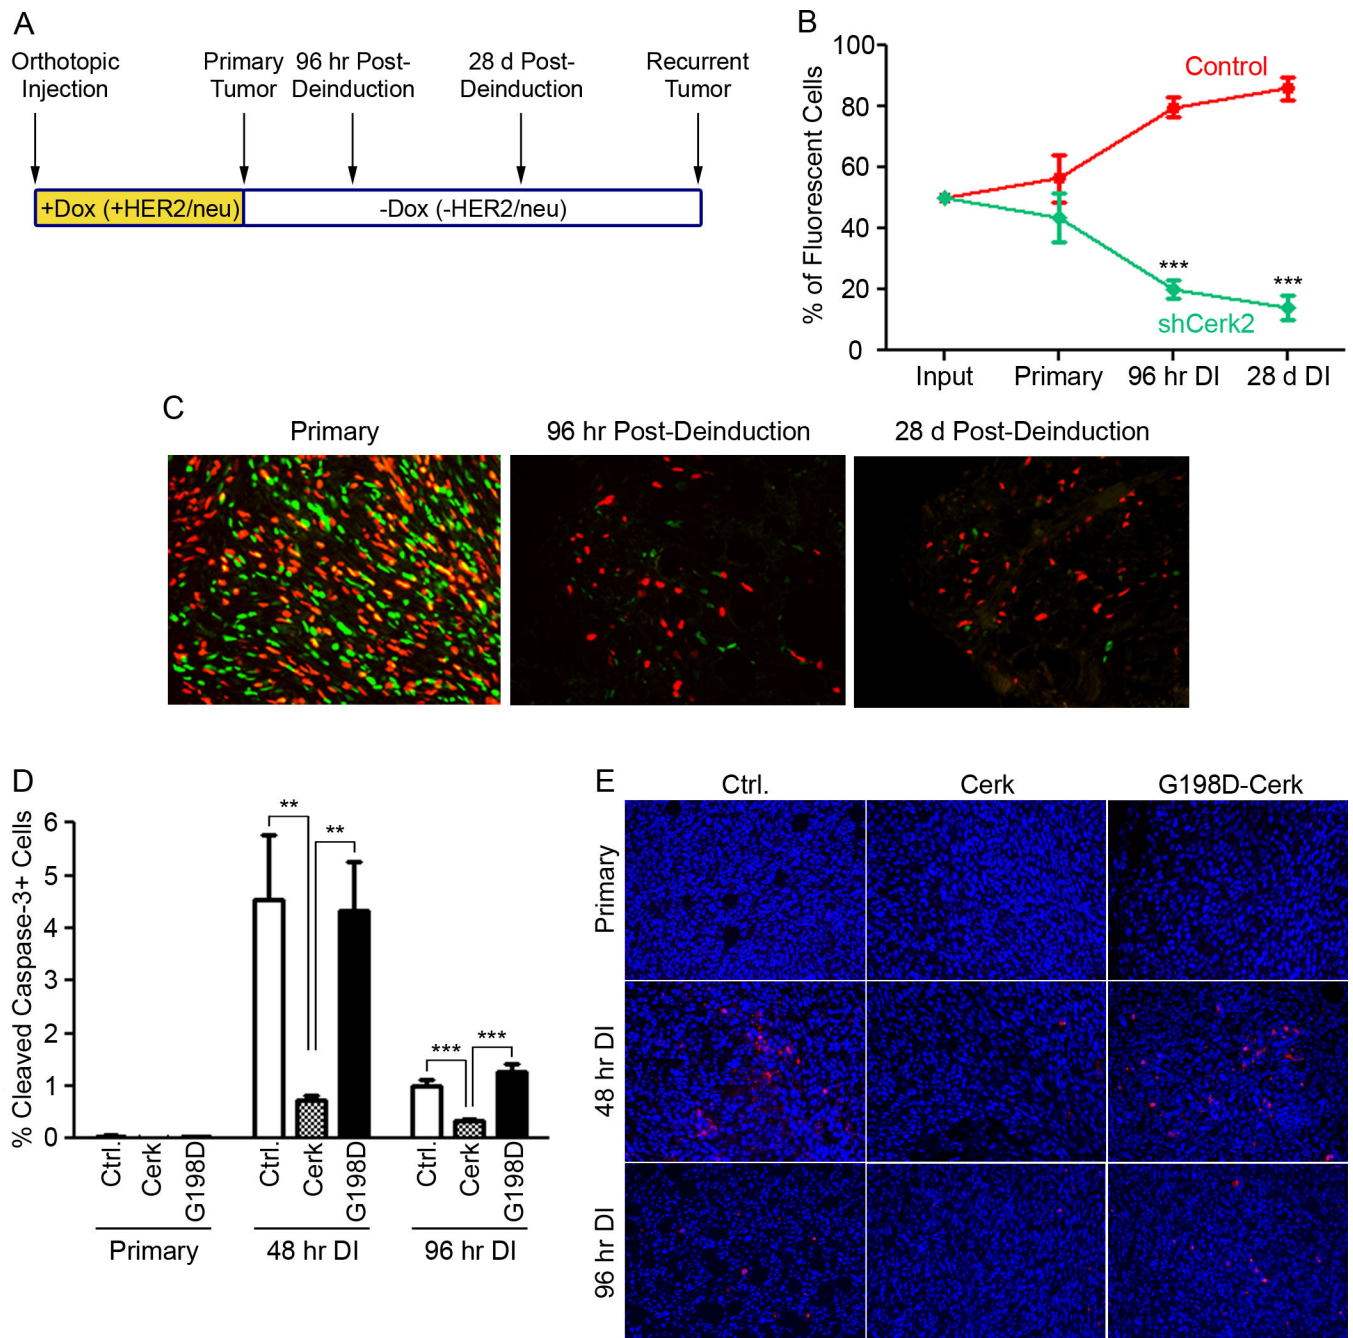 A
Orthotopic
Injection
Primary
Tumor
96 hr Post-
Deinduction
28 d Post-
Deinduction
Recurrent
Tumor
+Dox (+HER2/neu)
-Dox (-HER2/neu)
B
% of Fluorescent Cells
100
80
60
40
20
0
Control
***
***
shCerk2
Input
Primary
96 hr DI
28 d DI
C
Primary
96 hr Post-Deinduction
28 d Post-Deinduction
D
% Cleaved Caspase-3+ Cells
6
5
4
3
2
1
0
**
**
***
***
Ctrl.
Cerk
G198D
Ctrl.
Cerk
G198D
Ctrl.
Cerk
G198D
Primary
48 hr DI
96 hr DI
E
Ctrl.
Cerk
G198D-Cerk
Primary
48 hr DI
96 hr DI